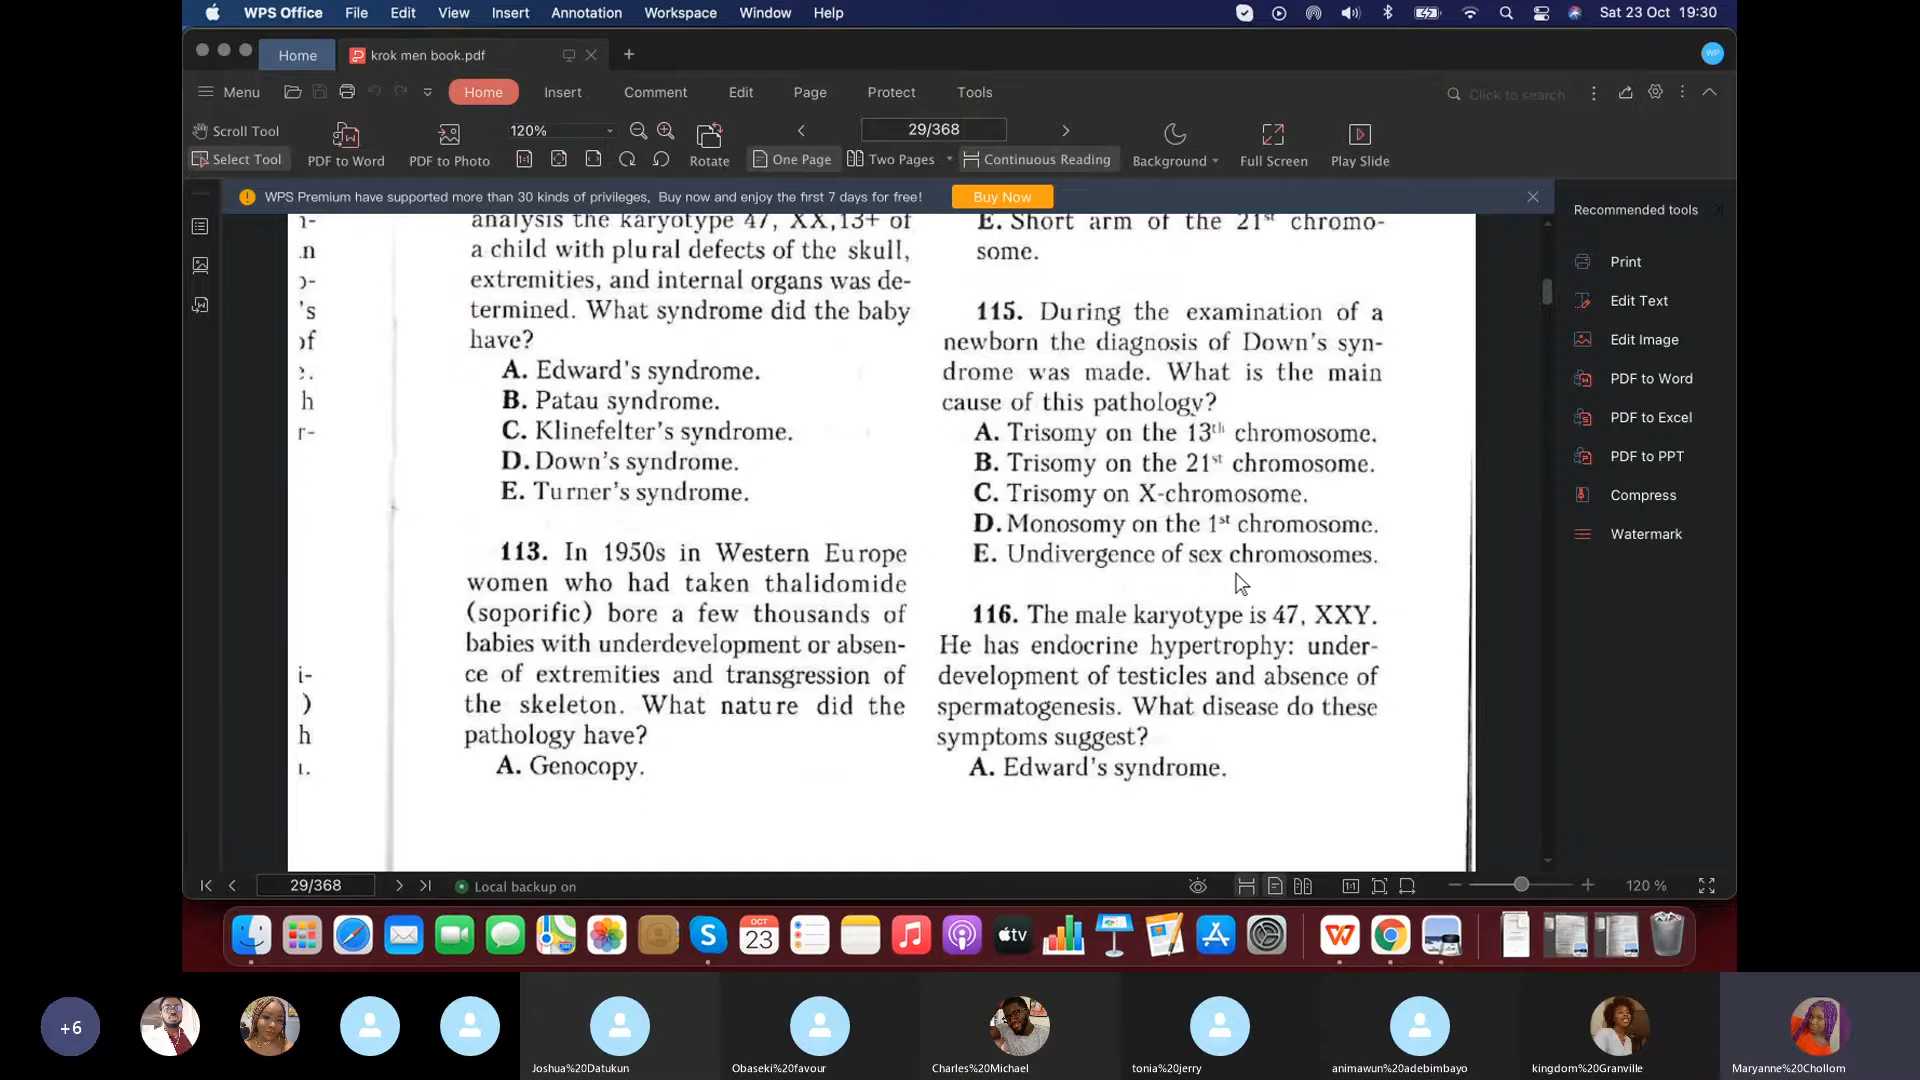 WPS Office File Edit View Insert Annotation Workspace Window Help Sat 23 Oct 19:30
Home krok men book.pdf
WP
Menu Home Insert Comment Edit Page Protect Tools Click to search
Scroll Tool
Select Tool
PDF to Word
PDF to Photo
120%
Rotate
29/368
One Page Two Pages Continuous Reading
Background
Full Screen
Play Slide
WPS Premium have supported more than 30 kinds of privileges, Buy now and enjoy the first 7 days for free! Buy Now
Recommended tools
Print
Edit Text
Edit Image
PDF to Word
PDF to Excel
PDF to PPT
Compress
Watermark
's
of
h
r-
i-
)
h
analysis the karyotype 47, XX,13+ of
a child with plural defects of the skull,
extremities, and internal organs was de-
termined. What syndrome did the baby
have?
A. Edward's syndrome.
B. Patau syndrome.
C. Klinefelter's syndrome.
D. Down's syndrome.
E. Turner's syndrome.
113. In 1950s in Western Europe
women who had taken thalidomide
(soporific) bore a few thousands of
babies with underdevelopment or absen-
ce of extremities and transgression of
the skeleton. What nature did the
pathology have?
A. Genocopy.
E. Short arm of the 21st chromo-
some.
115. During the examination of a
newborn the diagnosis of Down's syn-
drome was made. What is the main
cause of this pathology?
A. Trisomy on the 13th chromosome.
B. Trisomy on the 21st chromosome.
C. Trisomy on X-chromosome.
D. Monosomy on the 1st chromosome.
E. Undivergence of sex chromosomes.
116. The male karyotype is 47, XXY.
He has endocrine hypertrophy: under-
development of testicles and absence of
spermatogenesis. What disease do these
symptoms suggest?
A. Edward's syndrome.
29/368 Local backup on 120 %
OCT
23
tv
+6
Joshua%20Datukun
Obaseki%20favour
Charles%20Michael
tonia%20jerry
animawun%20adebimbayo
kingdom%20Granville
Maryanne%20Chollom